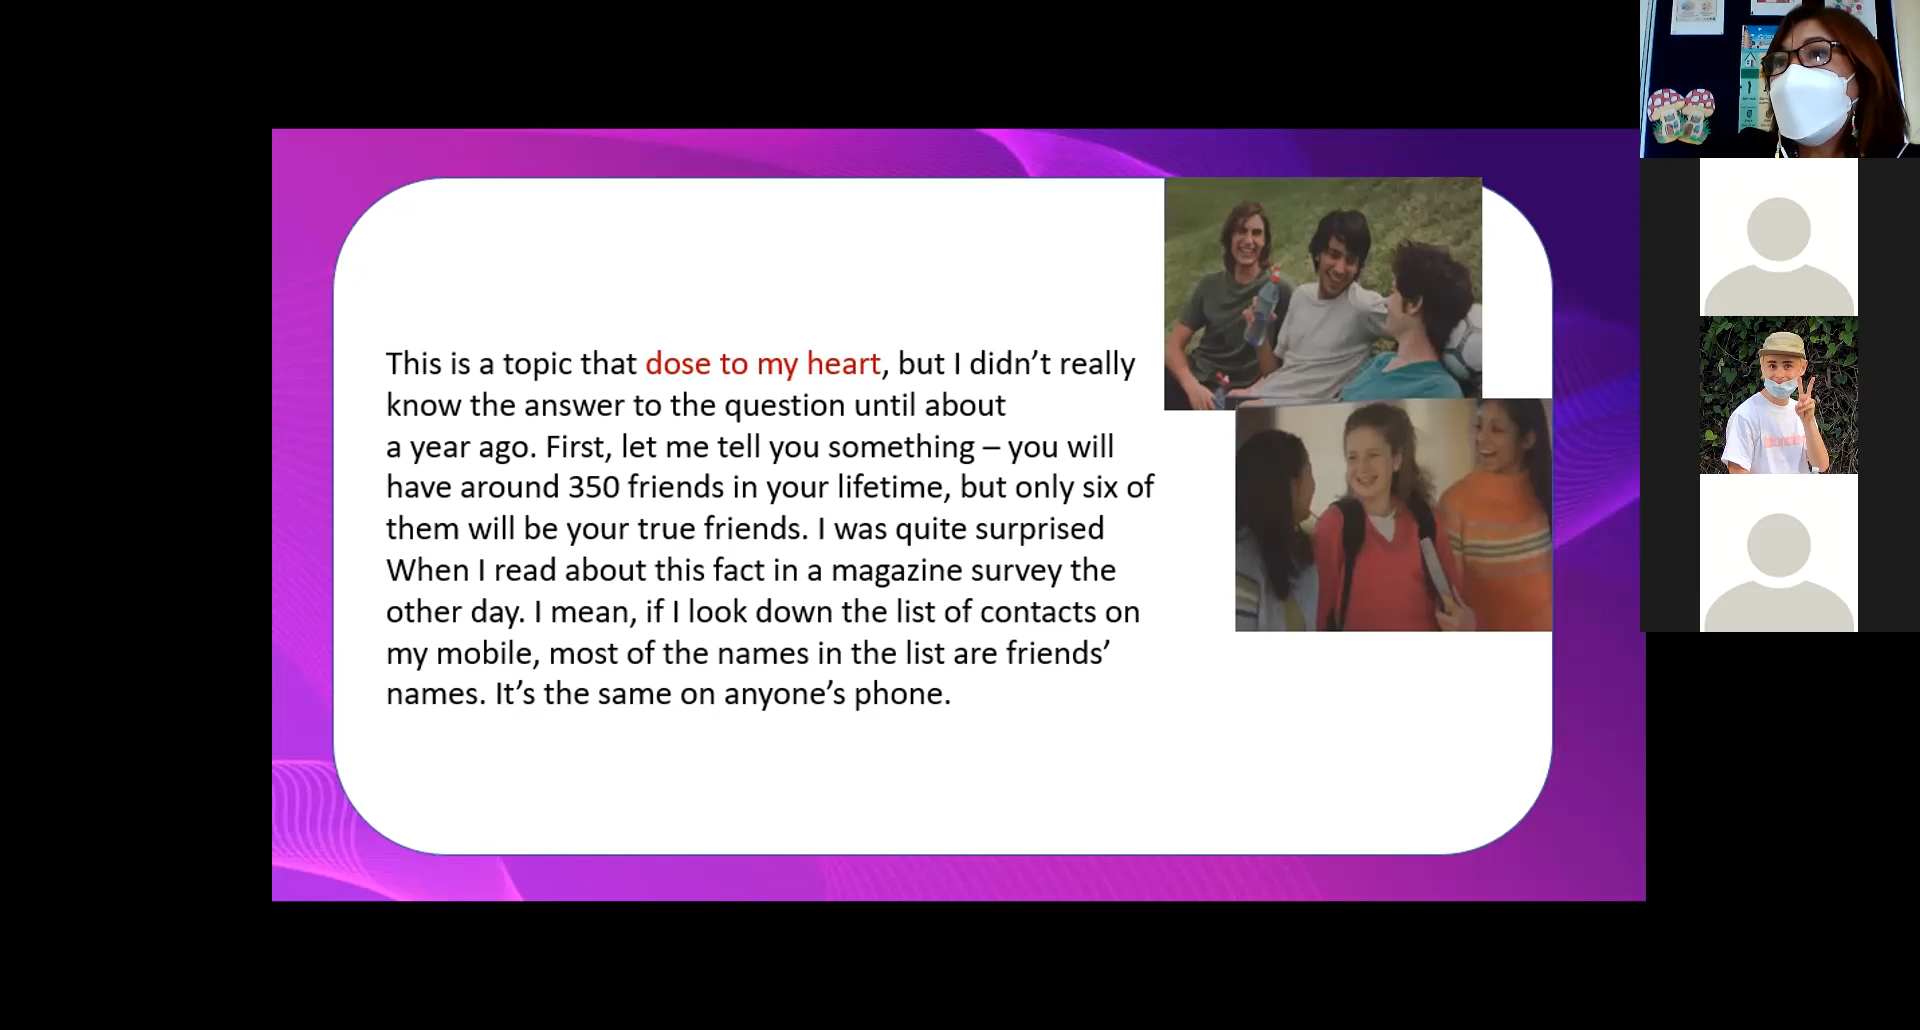 This is a topic that dose to my heart, but I didn’t really
know the answer to the question until about
a year ago. First, let me tell you something – you will
have around 350 friends in your lifetime, but only six of
them will be your true friends. I was quite surprised
When I read about this fact in a magazine survey the
other day. I mean, if I look down the list of contacts on
my mobile, most of the names in the list are friends’
names. It’s the same on anyone’s phone.